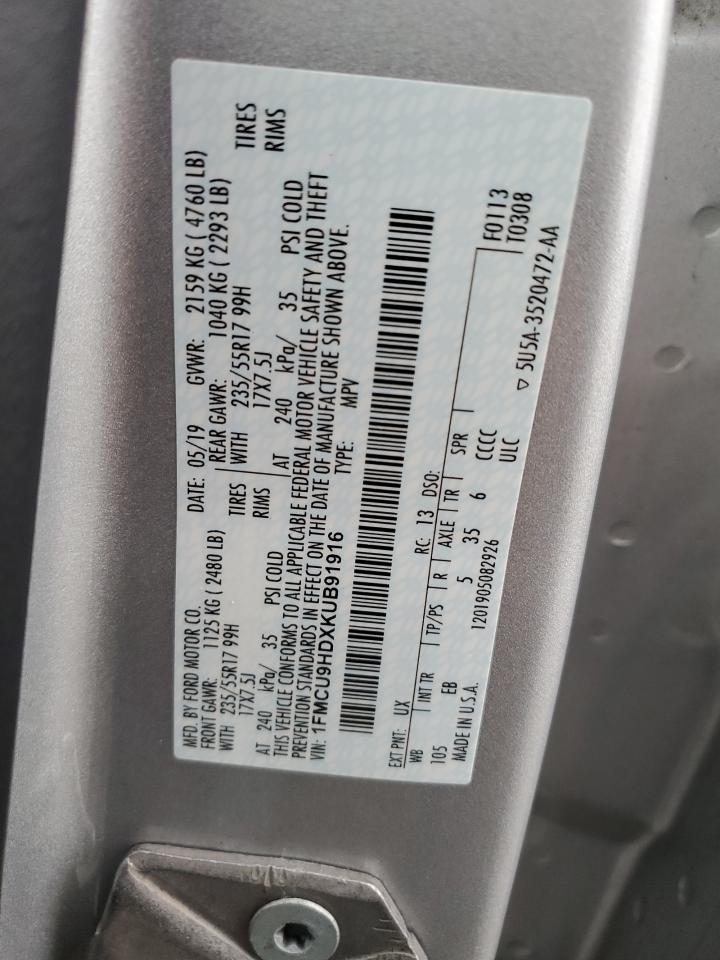 MFD. BY FORD MOTOR CO.
DATE: 05/19 GVWR: 2159 KG ( 4760 LB)
FRONT GAWR: 1125 KG ( 2480 LB) REAR GAWR: 1040 KG ( 2293 LB)
WITH 235/55R17 99H TIRES WITH 235/55R17 99H TIRES
17X7.5J RIMS 17X7.5J RIMS
AT 240 kPa/ 35 PSI COLD AT 240 kPa/ 35 PSI COLD
THIS VEHICLE CONFORMS TO ALL APPLICABLE FEDERAL MOTOR VEHICLE SAFETY AND THEFT
PREVENTION STANDARDS IN EFFECT ON THE DATE OF MANUFACTURE SHOWN ABOVE.
VIN: 1FMCU9HDXKUB91916 TYPE: MPV
EXT PNT: UX RC: 13 DSO: F0113
WB INT TR TP/PS R AXLE TR SPR T0308
105 EB 5 35 6 CCCC
MADE IN U.S.A. 1201905082926 ULC ▽ 5U5A-3520472-AA